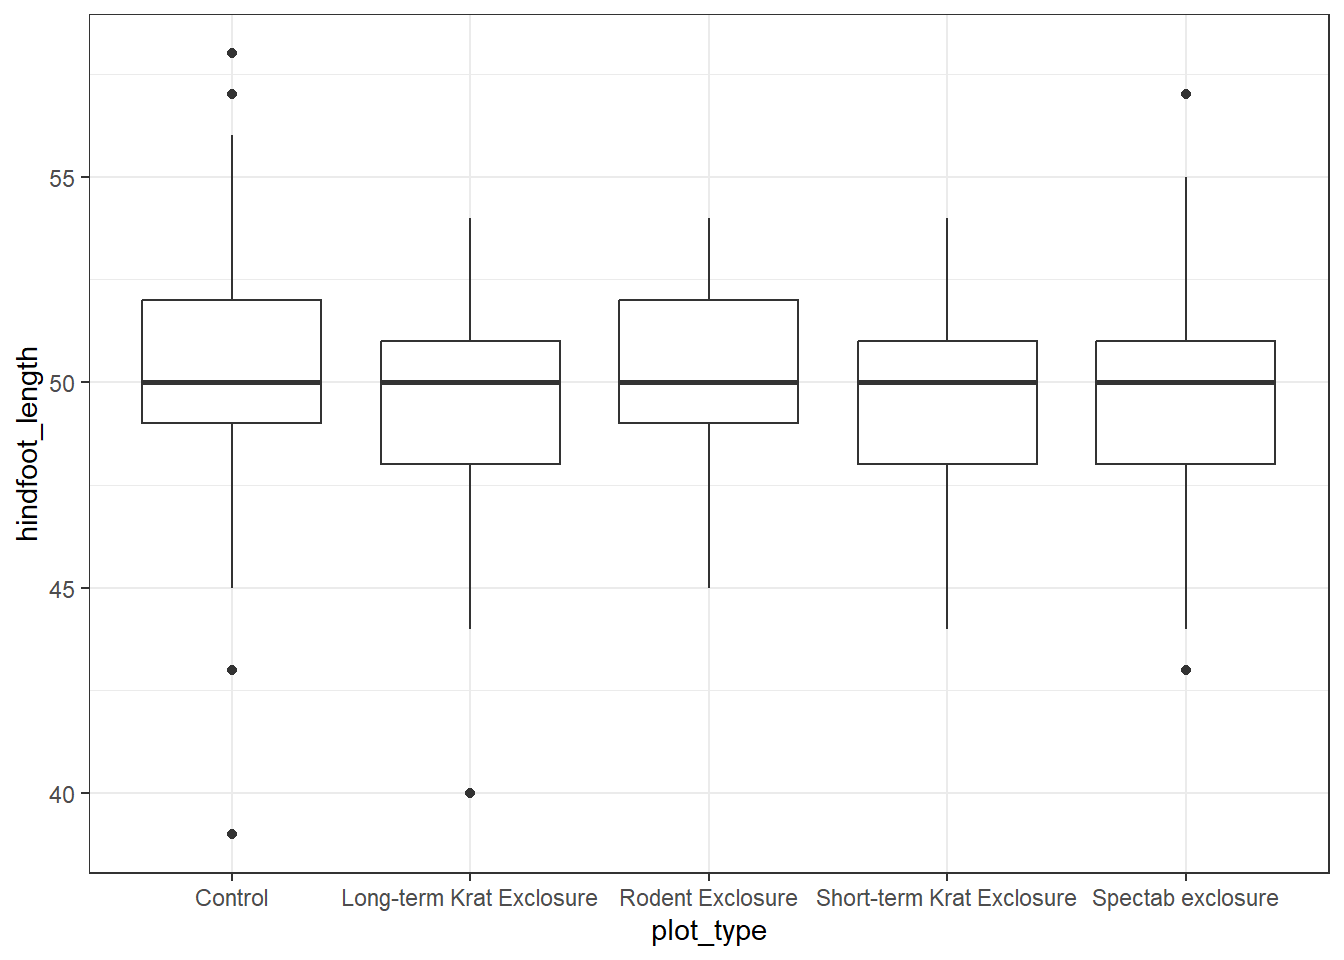 hindfoot_length
55
50
45
40
Control Long-term Krat Exclosure Rodent Exclosure Short-term Krat Exclosure Spectab exclosure
plot_type